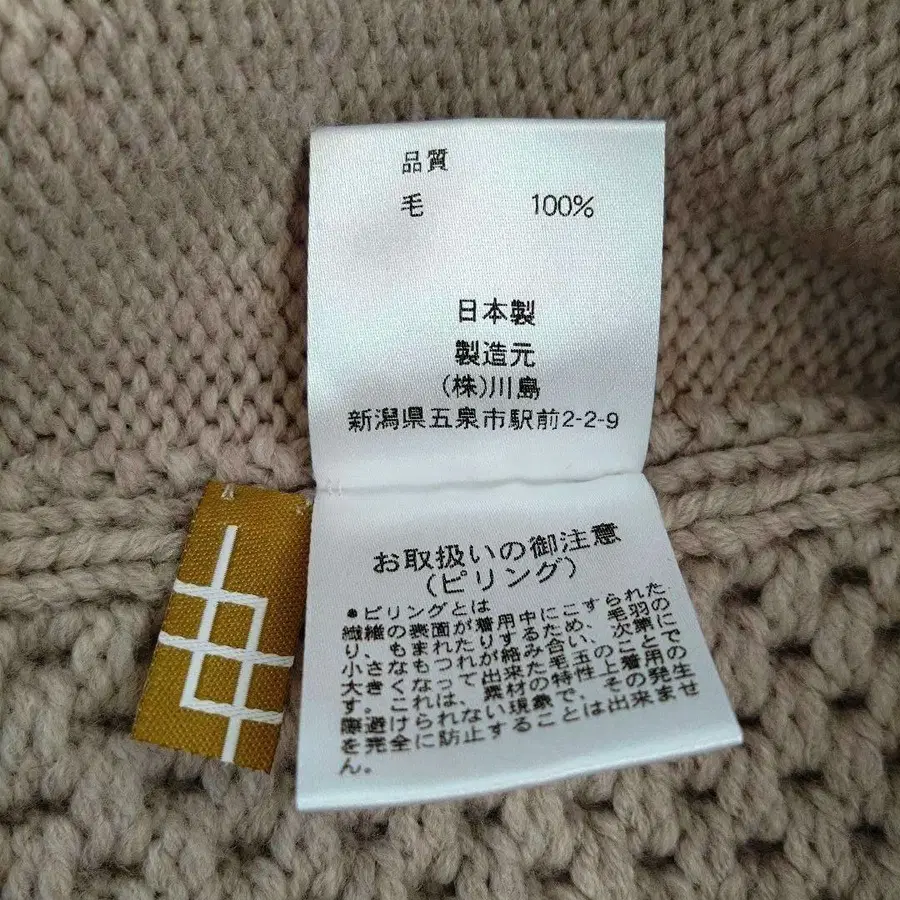 品質
毛 100%
日本製
製造元
(株)川島
新潟県五泉市駅前2-2-9
お取扱いの御注意
(ピリング)
●ピリングとは
繊維の表面が着用中にこすられた
り、もまれたりするため、毛羽の
小さなもつれが絡み合い、次第に
大きくなって出来た毛玉のことで
す。これは、素材の特性上着用の
際避けられない現象で、その発生
を完全に防止することは出来ませ
ん。